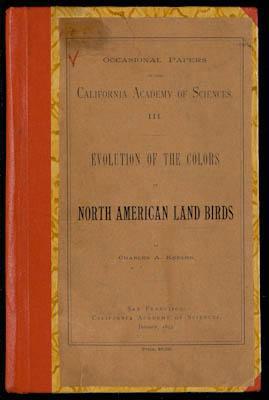 OCCASIONAL PAPERS
OF THE
CALIFORNIA ACADEMY OF SCIENCES.
III
EVOLUTION OF THE COLORS
OF
NORTH AMERICAN LAND BIRDS
BY
CHARLES A. KEELER.
SAN FRANCISCO:
CALIFORNIA ACADEMY OF SCIENCES,
January, 1893.